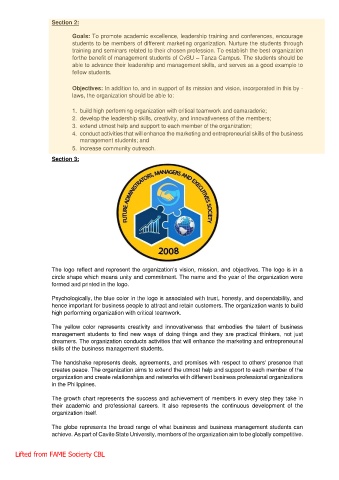 Section 2:
Goals: To promote academic excellence, leadership training and conferences, encourage
students to be members of different marketing organization. Nurture the students through
training and seminars related to their chosen profession. To establish the best organization
for the benefit of management students of CvSU – Tanza Campus. The students should be
able to advance their leadership and management skills, and serves as a good example to
fellow students.
Objectives: In addition to, and in support of its mission and vision, incorporated in this by -
laws, the organization should be able to:
1. build high performing organization with critical teamwork and camaraderie;
2. develop the leadership skills, creativity, and innovativeness of the members;
3. extend utmost help and support to each member of the organization;
4. conduct activities that will enhance the marketing and entrepreneurial skills of the business
management students; and
5. increase community outreach.
Section 3:
FUTURE ADMINISTRATORS, MANAGERS AND EXECUTIVES SOCIETY
2008
The logo reflect and represent the organization's vision, mission, and objectives. The logo is in a
circle shape which means unity and commitment. The name and the year of the organization were
formed and printed in the logo.
Psychologically, the blue color in the logo is associated with trust, honesty, and dependability, and
hence important for business people to attract and retain customers. The organization wants to build
high performing organization with critical teamwork.
The yellow color represents creativity and innovativeness that embodies the talent of business
management students to find new ways of doing things and they are practical thinkers, not just
dreamers. The organization conducts activities that will enhance the marketing and entrepreneurial
skills of the business management students.
The handshake represents deals, agreements, and promises with respect to others' presence that
creates peace. The organization aims to extend the utmost help and support to each member of the
organization and create relationships and networks with different business professional organizations
in the Philippines.
The growth chart represents the success and achievement of members in every step they take in
their academic and professional careers. It also represents the continuous development of the
organization itself.
The globe represents the broad range of what business and business management students can
achieve. As part of Cavite State University, members of the organization aim to be globally competitive.
Lifted from FAME Socierty CBL